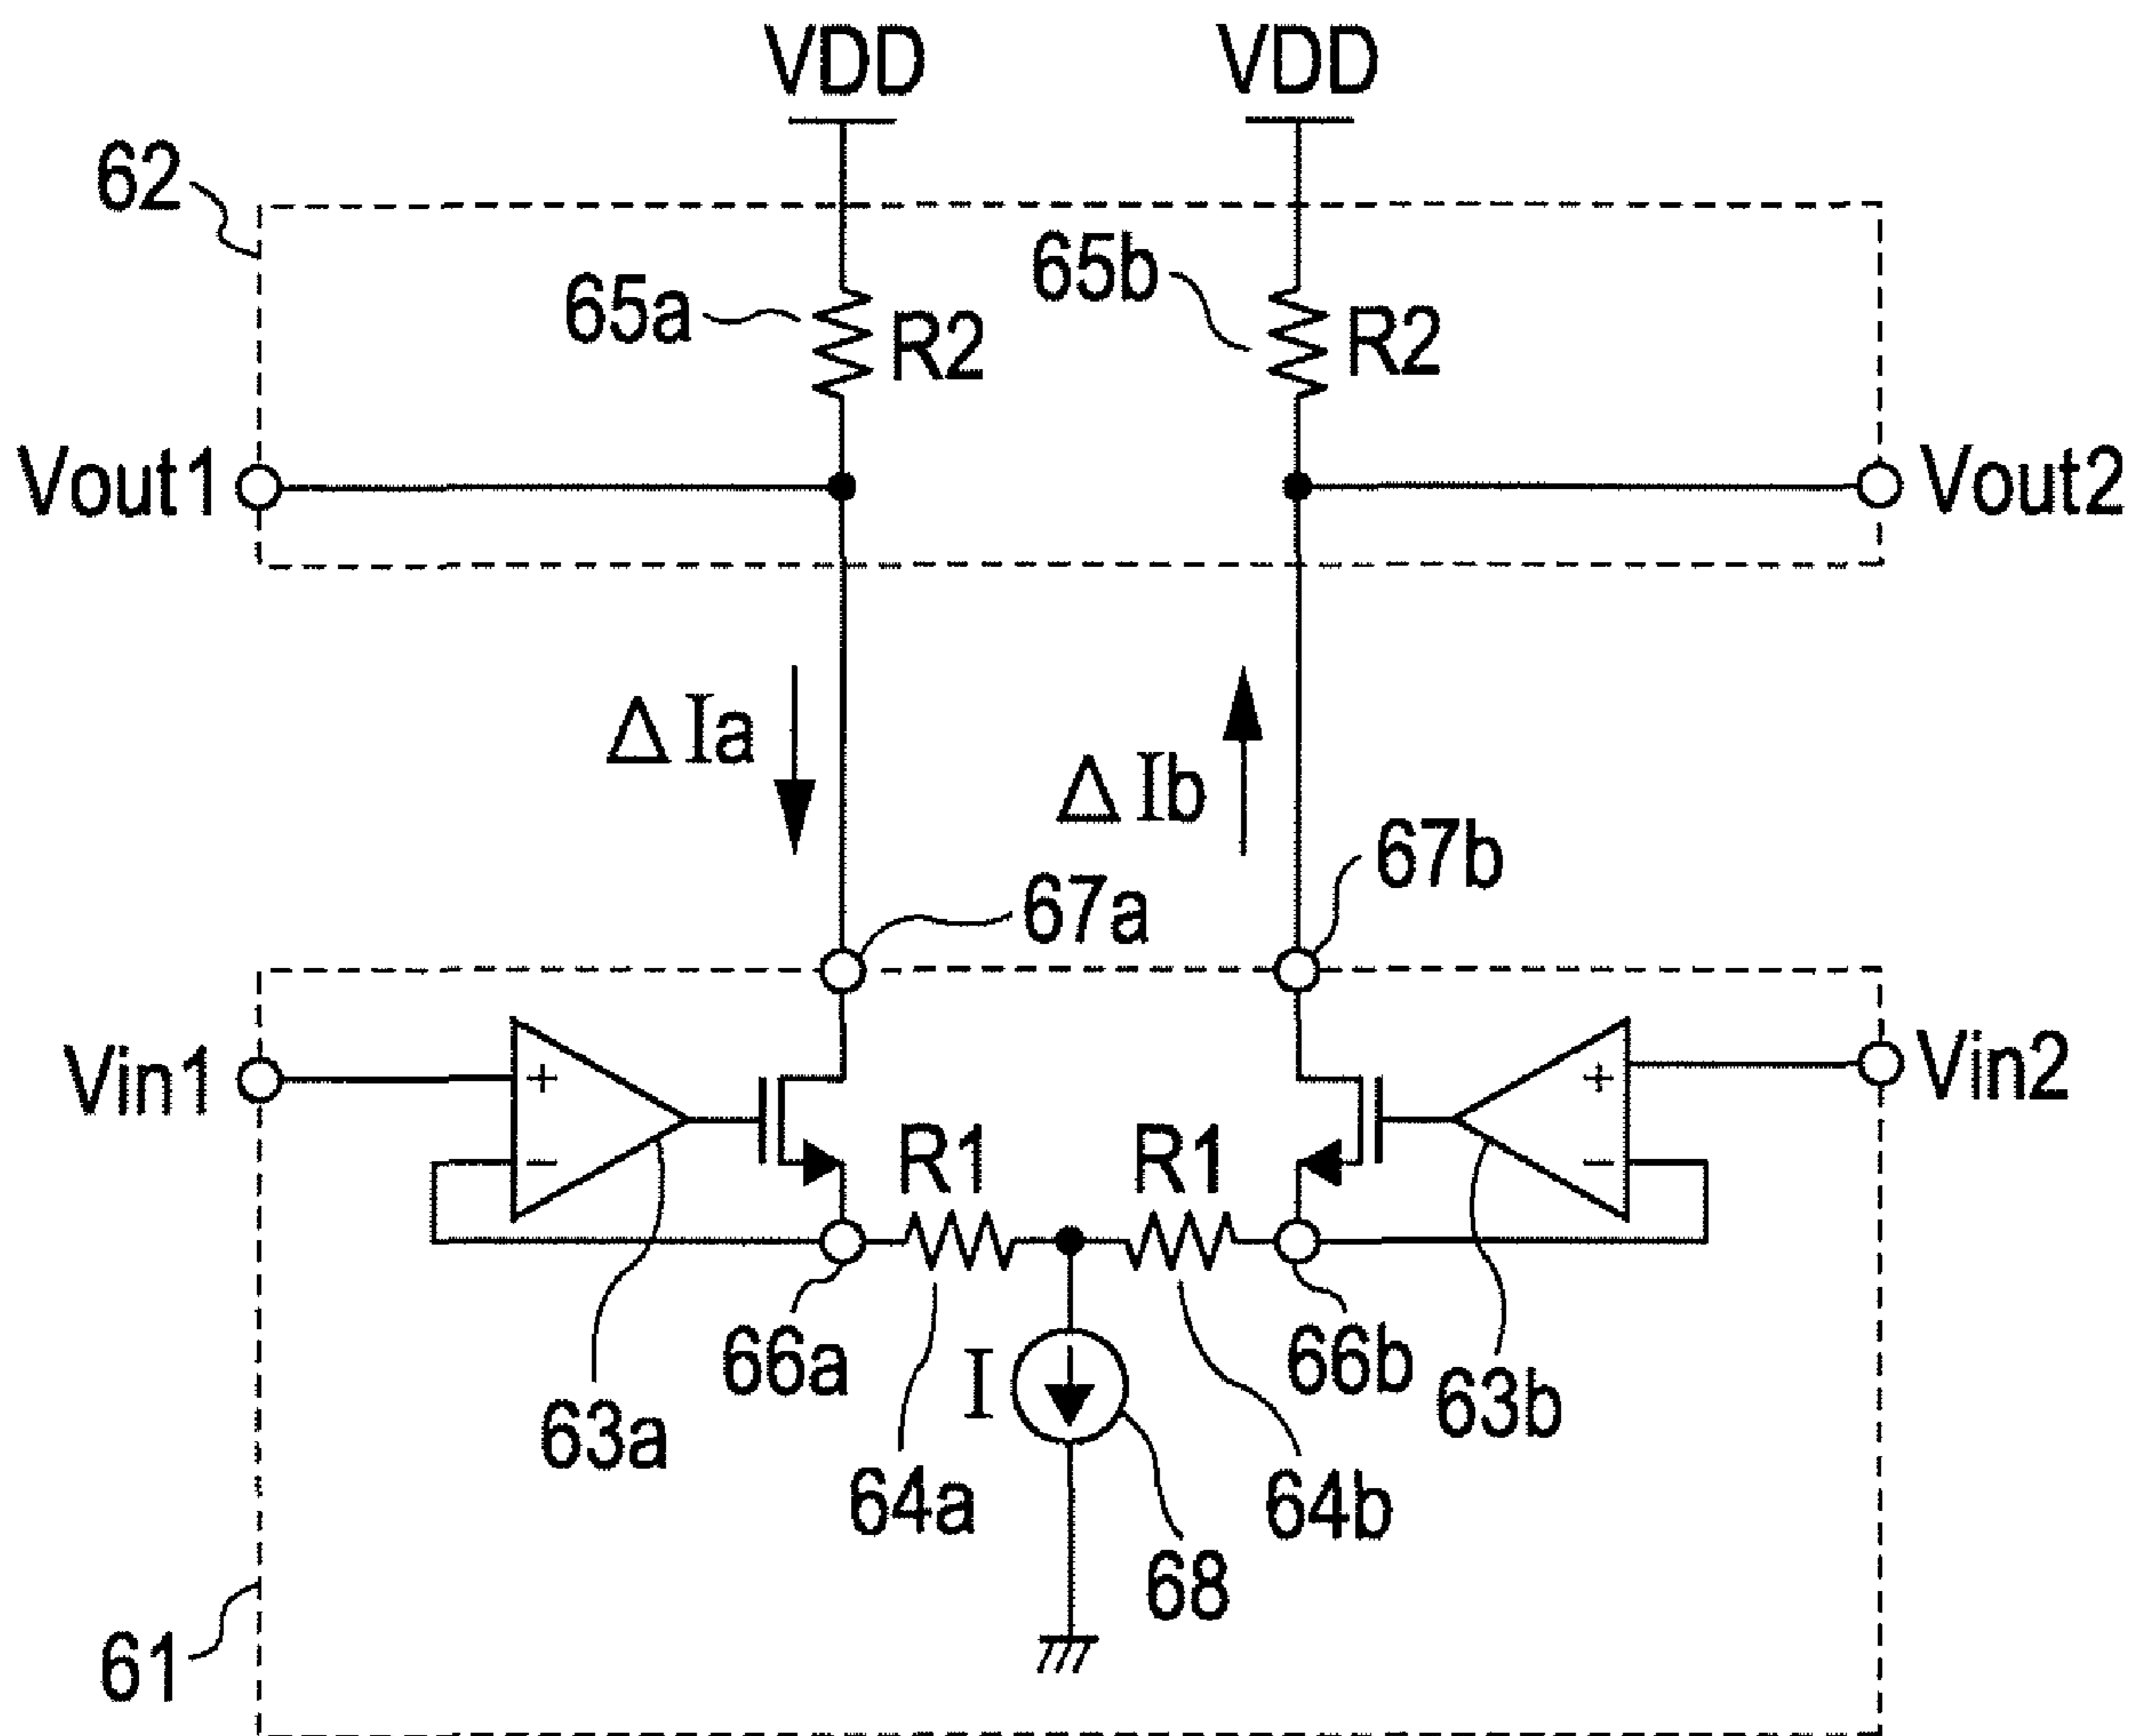 VDD VDD
62
65a R2 65b R2
Vout1 Vout2
ΔIa ΔIb
67a 67b
Vin1 + + Vin2
− R1 R1 −
66a I 66b
63a 63b
64a 64b
68
61